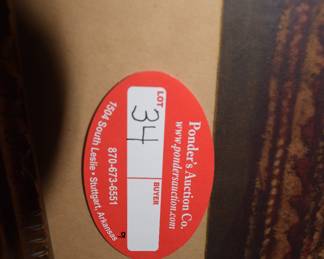 Ponder's Auction Co.
www.pondersauction.com
LOT
34
BUYER
870-673-6551
1504 South Leslie • Stuttgart, Arkansas